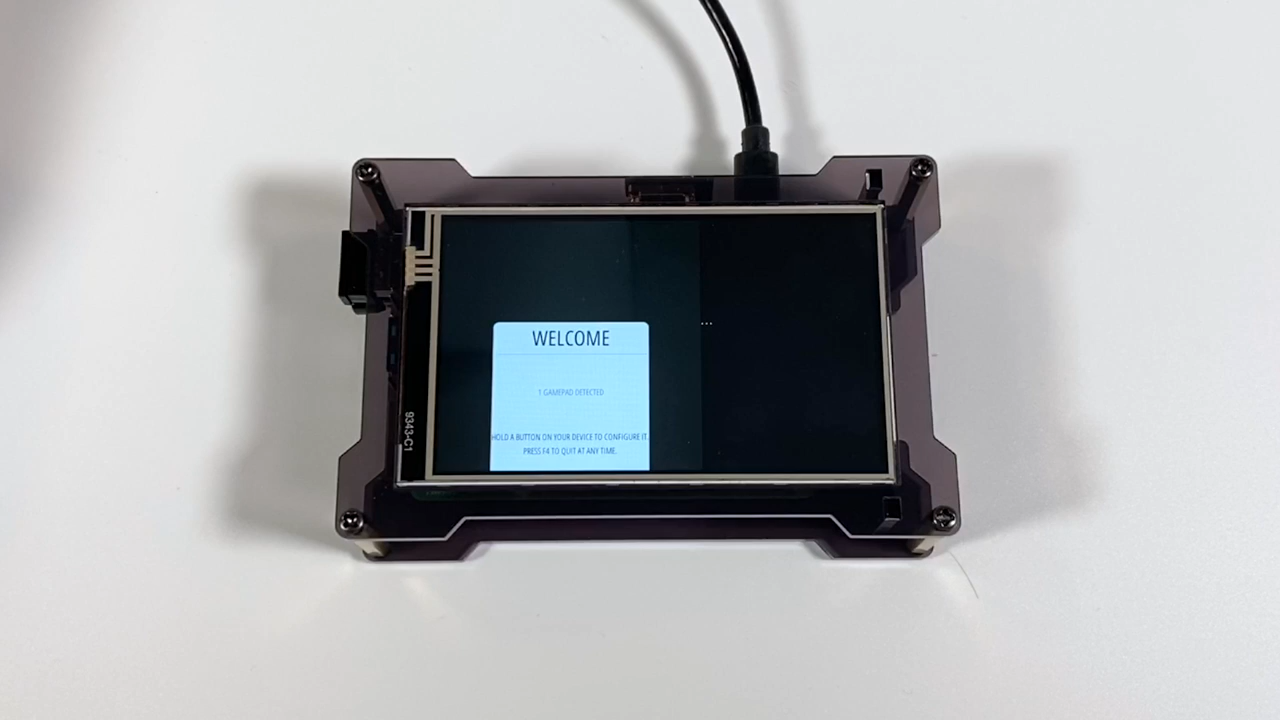 WELCOME
...
1 GAMEPAD DETECTED
HOLD A BUTTON ON YOUR DEVICE TO CONFIGURE IT.
PRESS F4 TO QUIT AT ANY TIME.
9343-C1